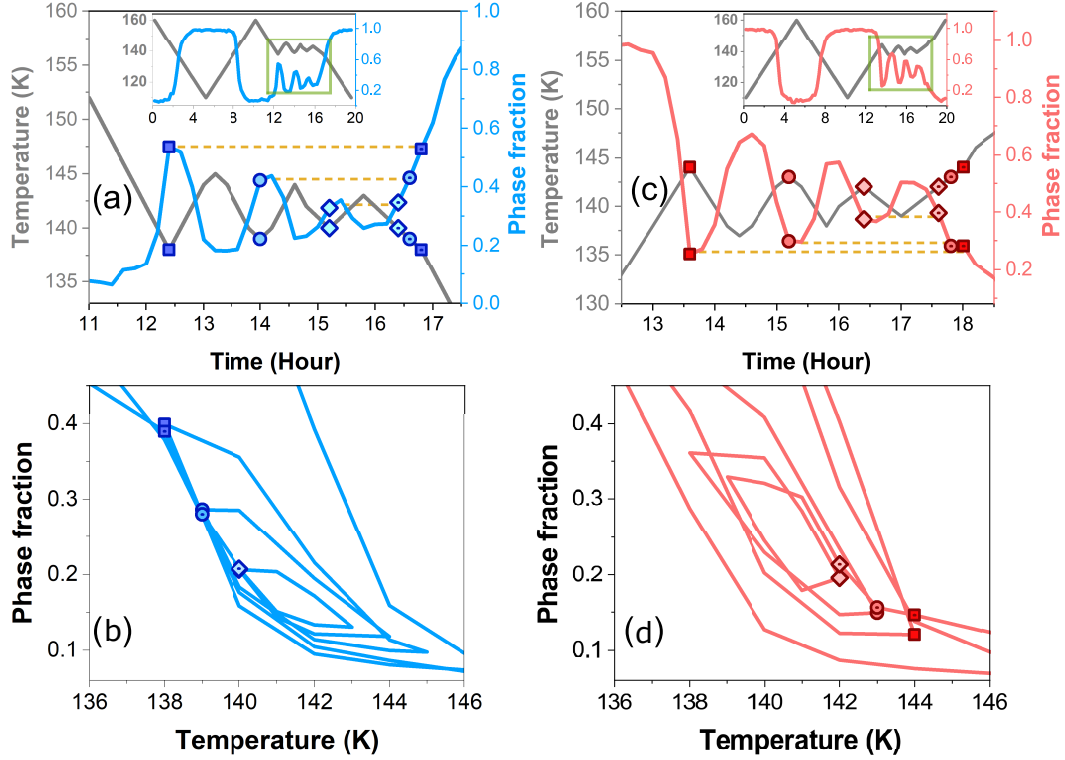 160
155
150
145
140
135
Temperature (K)
160
140
120
0 4 8 12 16 20
1.0
0.6
0.2
1.0
0.8
0.6
0.4
0.2
0.0
Phase fraction
(a)
11 12 13 14 15 16 17
Time (Hour)
160
155
150
145
140
135
130
Temperature (K)
160
140
120
0 4 8 12 16 20
1.0
0.6
0.2
1.0
0.8
0.6
0.4
0.2
Phase fraction
(c)
13 14 15 16 17 18
Time (Hour)
0.4
0.3
0.2
0.1
Phase fraction
(b)
136 138 140 142 144 146
Temperature (K)
0.4
0.3
0.2
0.1
Phase fraction
(d)
136 138 140 142 144 146
Temperature (K)